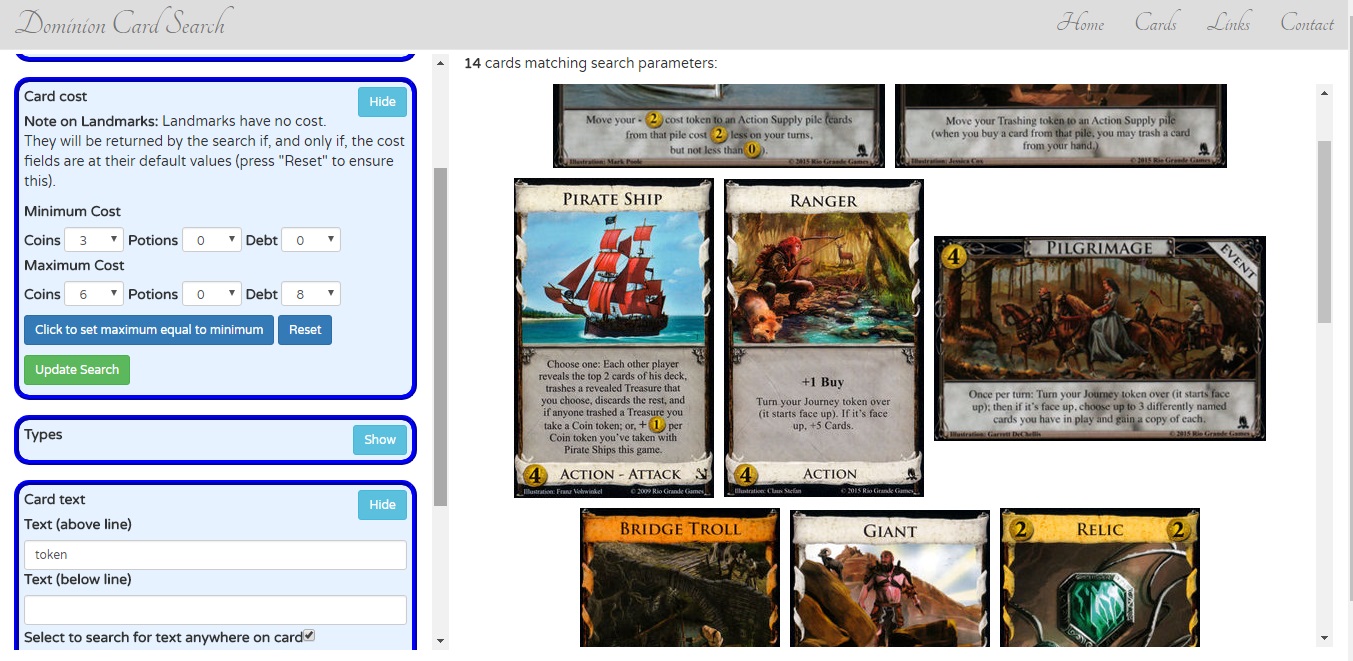 Dominion Card Search
Home Cards Links Contact
Card cost
Hide
Note on Landmarks: Landmarks have no cost.
They will be returned by the search if, and only if, the cost
fields are at their default values (press "Reset" to ensure
this).
Minimum Cost
Coins 3 Potions 0 Debt 0
Maximum Cost
Coins 6 Potions 0 Debt 8
Click to set maximum equal to minimum Reset
Update Search
Types
Show
Card text
Hide
Text (above line)
token
Text (below line)
Select to search for text anywhere on card
14 cards matching search parameters:
Move your - 2 cost token to an Action Supply pile (cards
from that pile cost 2 less on your turns,
but not less than 0).
Illustration: Mark Poole © 2015 Rio Grande Games
Move your Trashing token to an Action Supply pile
(when you buy a card from that pile, you may trash a card
from your hand.)
Illustration: Jessica Cox © 2015 Rio Grande Games
PIRATE SHIP
Choose one: Each other player
reveals the top 2 cards of his deck,
trashes a revealed Treasure that
you choose, discards the rest, and
if anyone trashed a Treasure you
take a Coin token; or, + 1 per
Coin token you've taken with
Pirate Ships this game.
4 ACTION - ATTACK
Illustration: Franz Vohwinkel © 2009 Rio Grande Games
RANGER
+1 Buy
Turn your Journey token over
(it starts face up). If it's face
up, +5 Cards.
4 ACTION
Illustration: Claus Stefan © 2015 Rio Grande Games
4 PILGRIMAGE EVENT
Once per turn: Turn your Journey token over (it starts face
up); then if it's face up, choose up to 3 differently named
cards you have in play and gain a copy of each.
Illustration: Garrett DeChellis © 2015 Rio Grande Games
BRIDGE TROLL
GIANT
2 RELIC 2